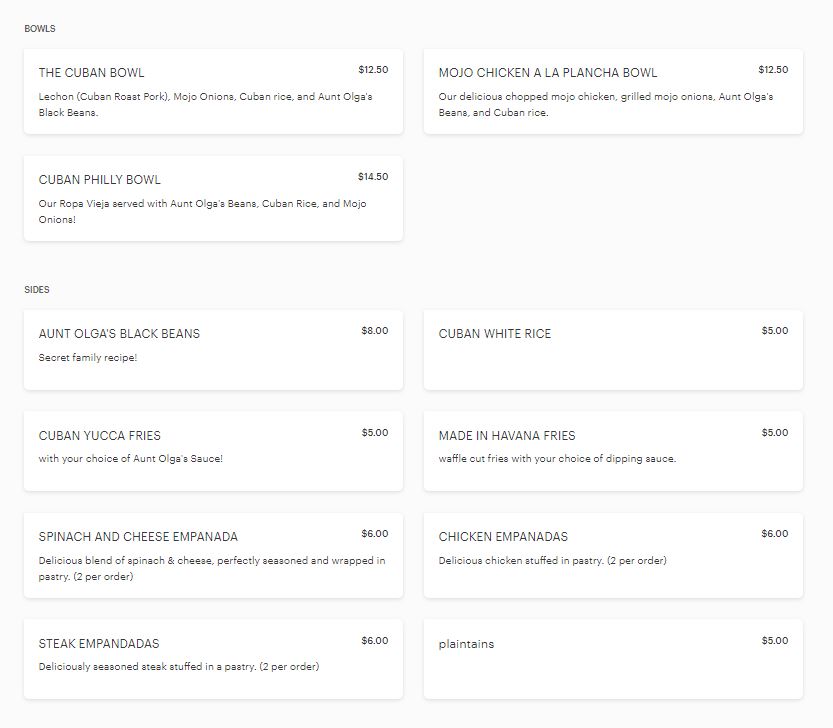 BOWLS
THE CUBAN BOWL $12.50
Lechon (Cuban Roast Pork), Mojo Onions, Cuban rice, and Aunt Olga's
Black Beans.
MOJO CHICKEN A LA PLANCHA BOWL $12.50
Our delicious chopped mojo chicken, grilled mojo onions, Aunt Olga's
Beans, and Cuban rice.
CUBAN PHILLY BOWL $14.50
Our Ropa Vieja served with Aunt Olga's Beans, Cuban Rice, and Mojo
Onions!
SIDES
AUNT OLGA'S BLACK BEANS $8.00
Secret family recipe!
CUBAN WHITE RICE $5.00
CUBAN YUCCA FRIES $5.00
with your choice of Aunt Olga's Sauce!
MADE IN HAVANA FRIES $5.00
waffle cut fries with your choice of dipping sauce.
SPINACH AND CHEESE EMPANADA $6.00
Delicious blend of spinach & cheese, perfectly seasoned and wrapped in
pastry. (2 per order)
CHICKEN EMPANADAS $6.00
Delicious chicken stuffed in pastry. (2 per order)
STEAK EMPANDADAS $6.00
Deliciously seasoned steak stuffed in a pastry. (2 per order)
plaintains $5.00